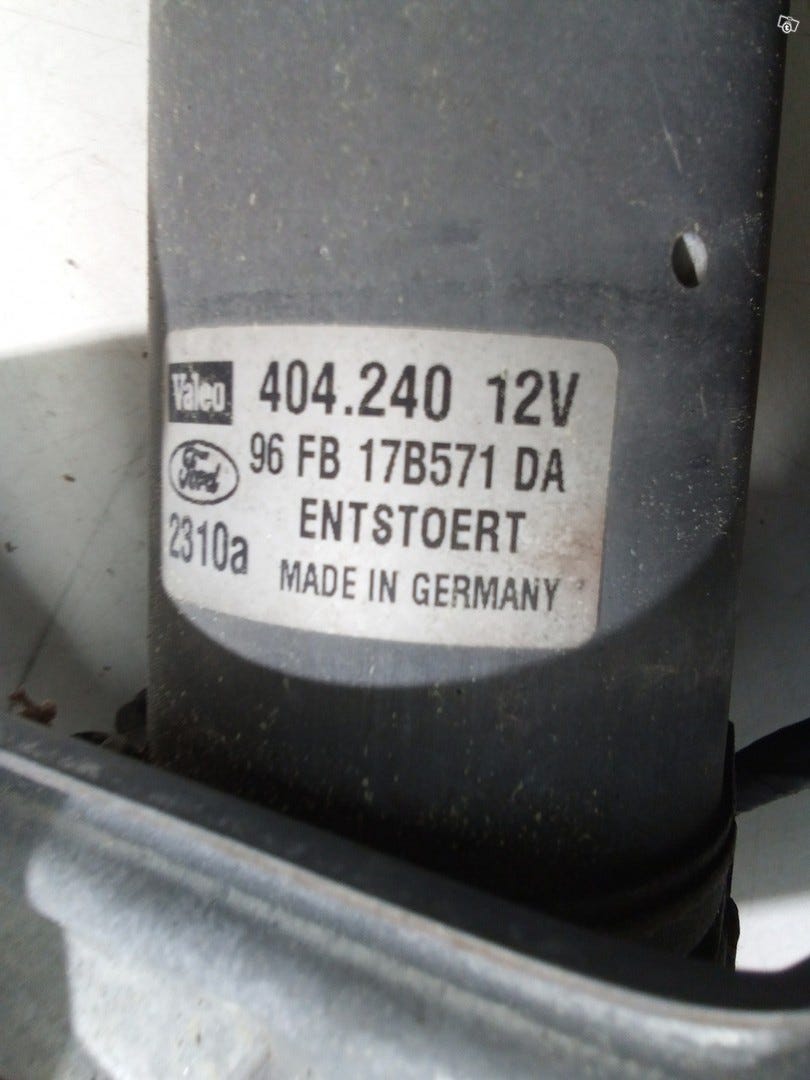 Valeo 404.240 12V
Ford 96 FB 17B571 DA
ENTSTOERT
2310a
MADE IN GERMANY